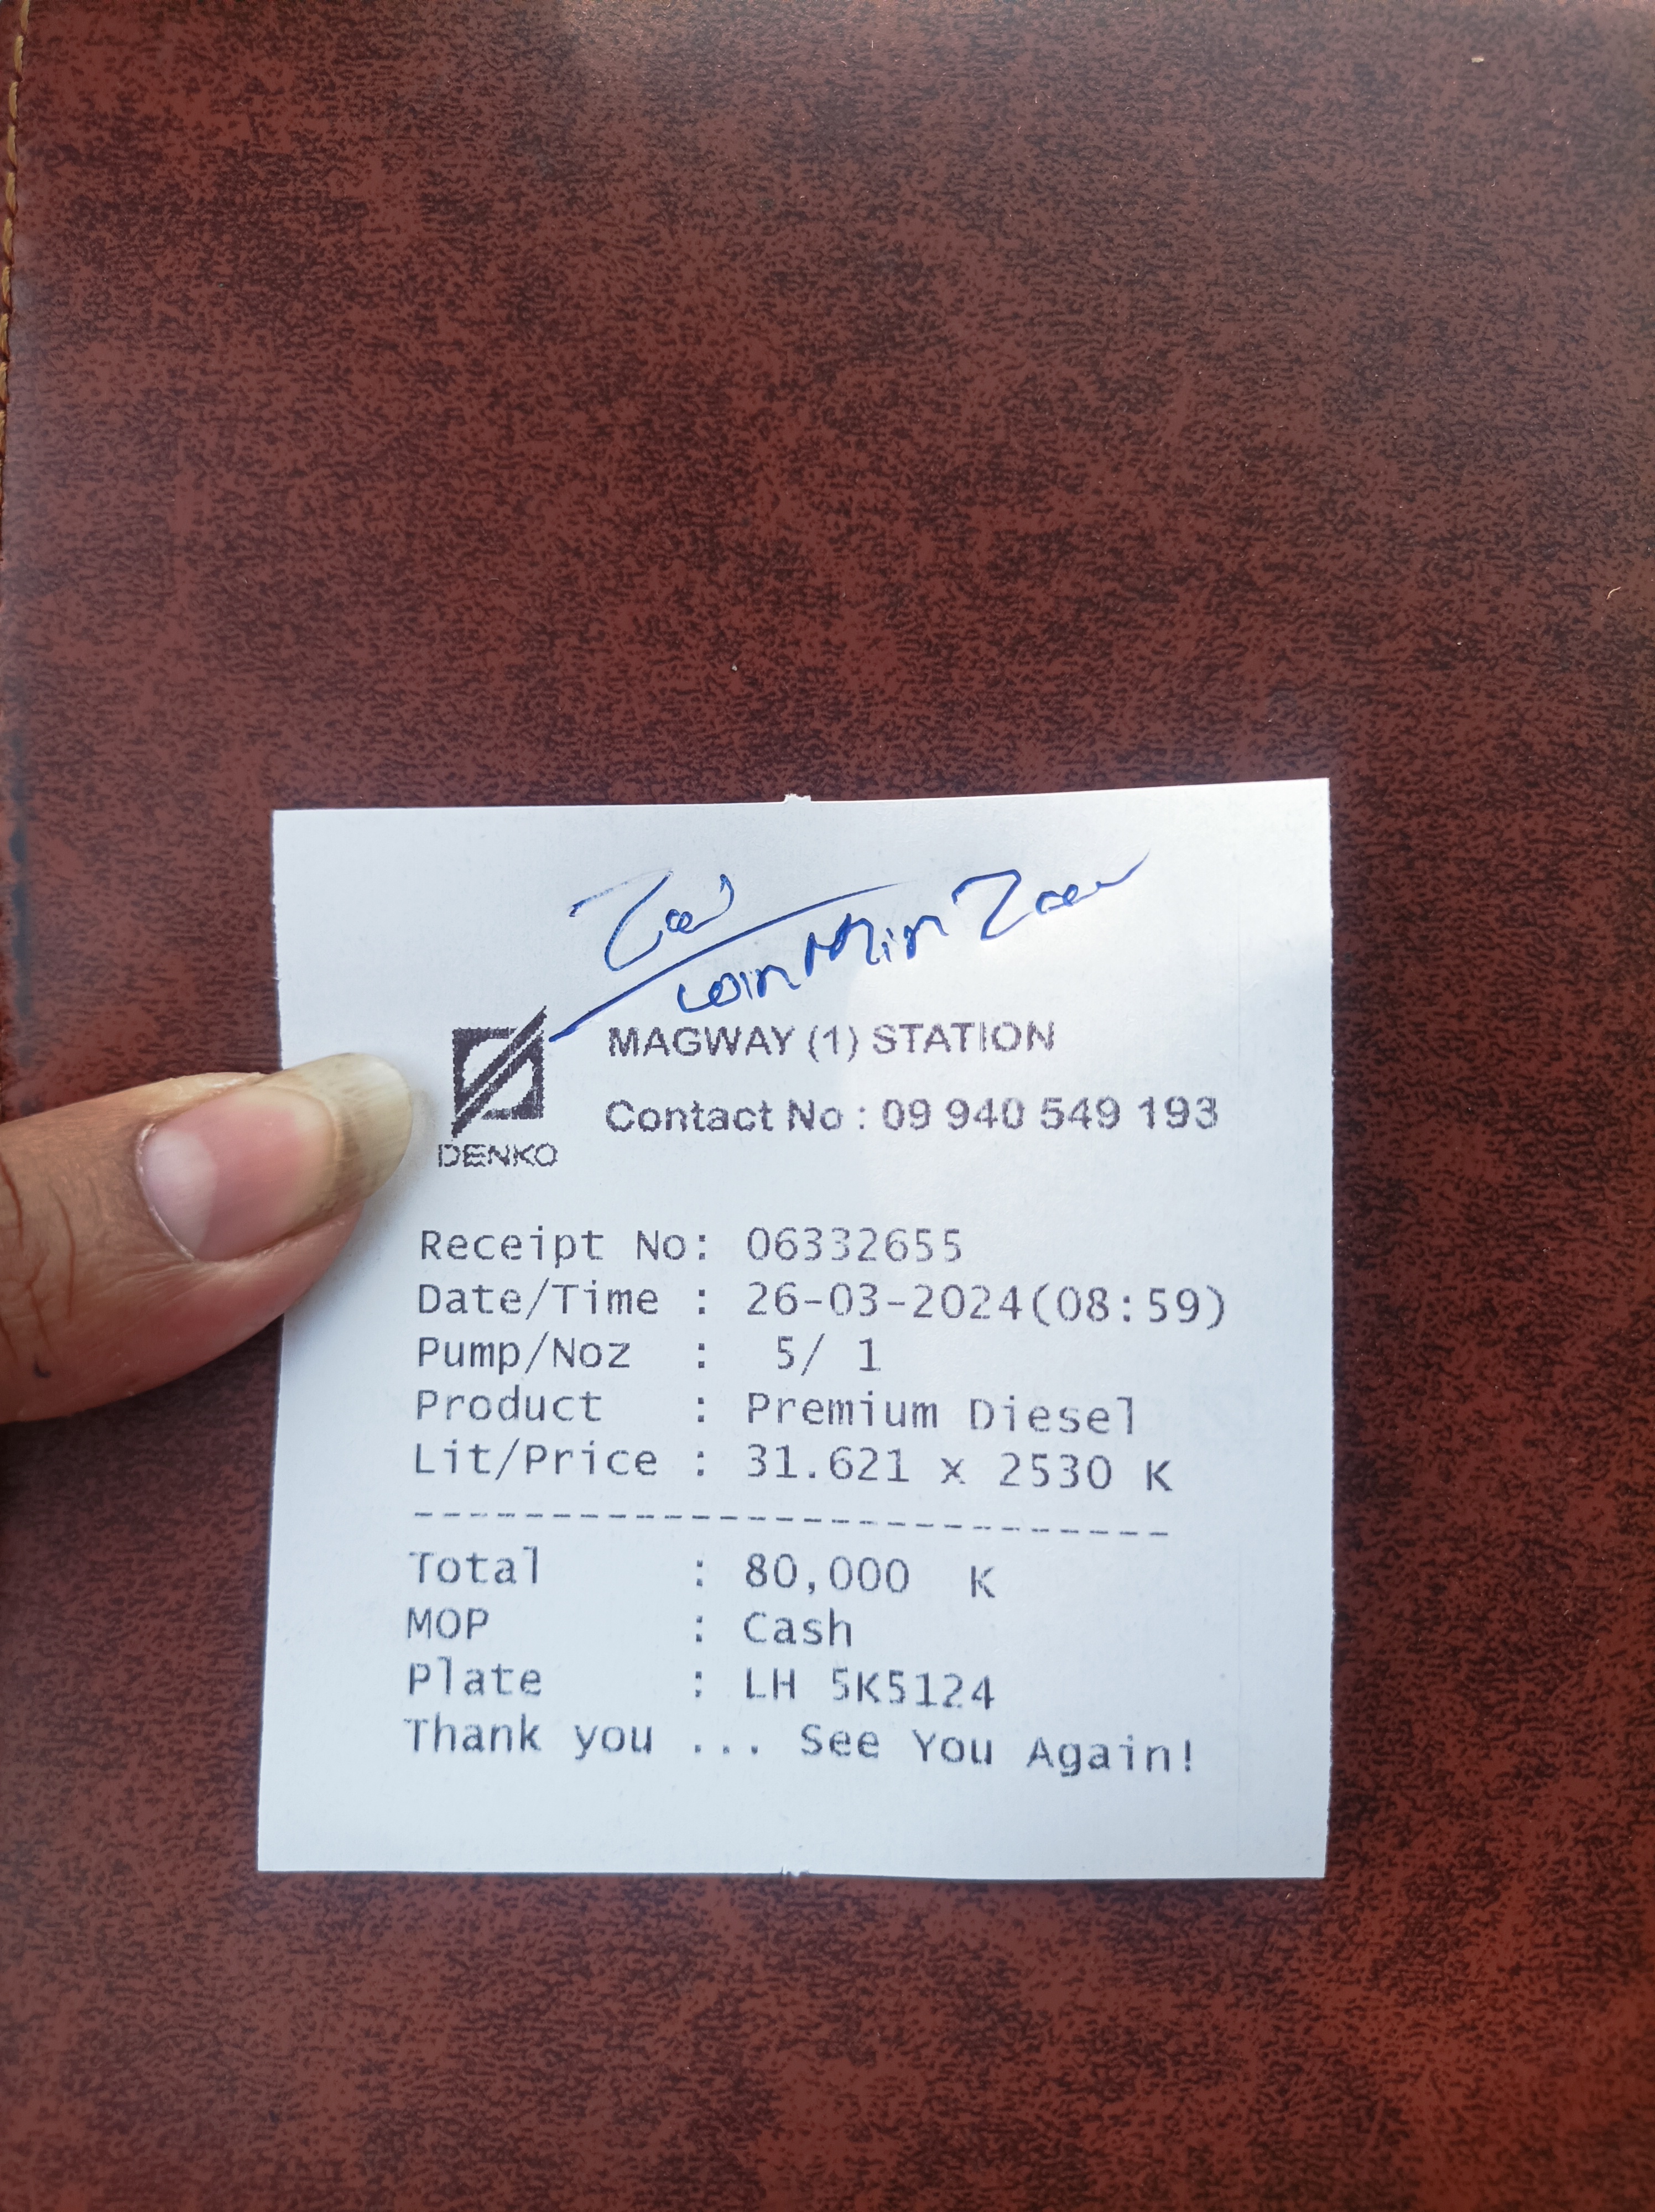 Zaw
Win Min Zaw
MAGWAY (1) STATION
Contact No : 09 940 549 193
DENKO
Receipt No: 06332655
Date/Time : 26-03-2024(08:59)
Pump/Noz : 5/ 1
Product : Premium Diesel
Lit/Price : 31.621 x 2530 K
----------------------------
Total : 80,000 K
MOP : Cash
Plate : LH 5K5124
Thank you ... See You Again!